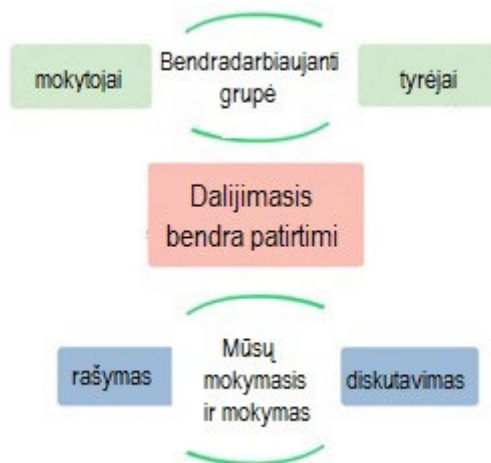 mokytojai
Bendradarbiaujanti
grupė
tyrėjai
Dalijimasis
bendra patirtimi
rašymas
Mūsų
mokymasis
ir mokymas
diskutavimas